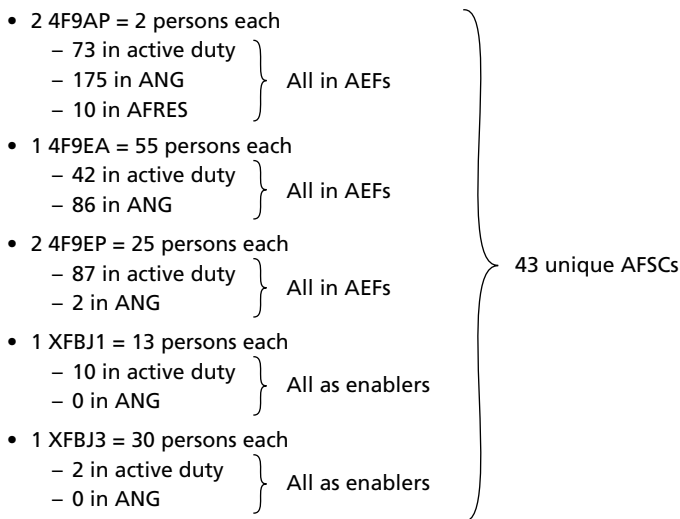 • 2 4F9AP = 2 persons each
– 73 in active duty
– 175 in ANG
– 10 in AFRES
All in AEFs
• 1 4F9EA = 55 persons each
– 42 in active duty
– 86 in ANG
All in AEFs
• 2 4F9EP = 25 persons each
– 87 in active duty
– 2 in ANG
All in AEFs
• 1 XFBJ1 = 13 persons each
– 10 in active duty
– 0 in ANG
All as enablers
• 1 XFBJ3 = 30 persons each
– 2 in active duty
– 0 in ANG
All as enablers
43 unique AFSCs